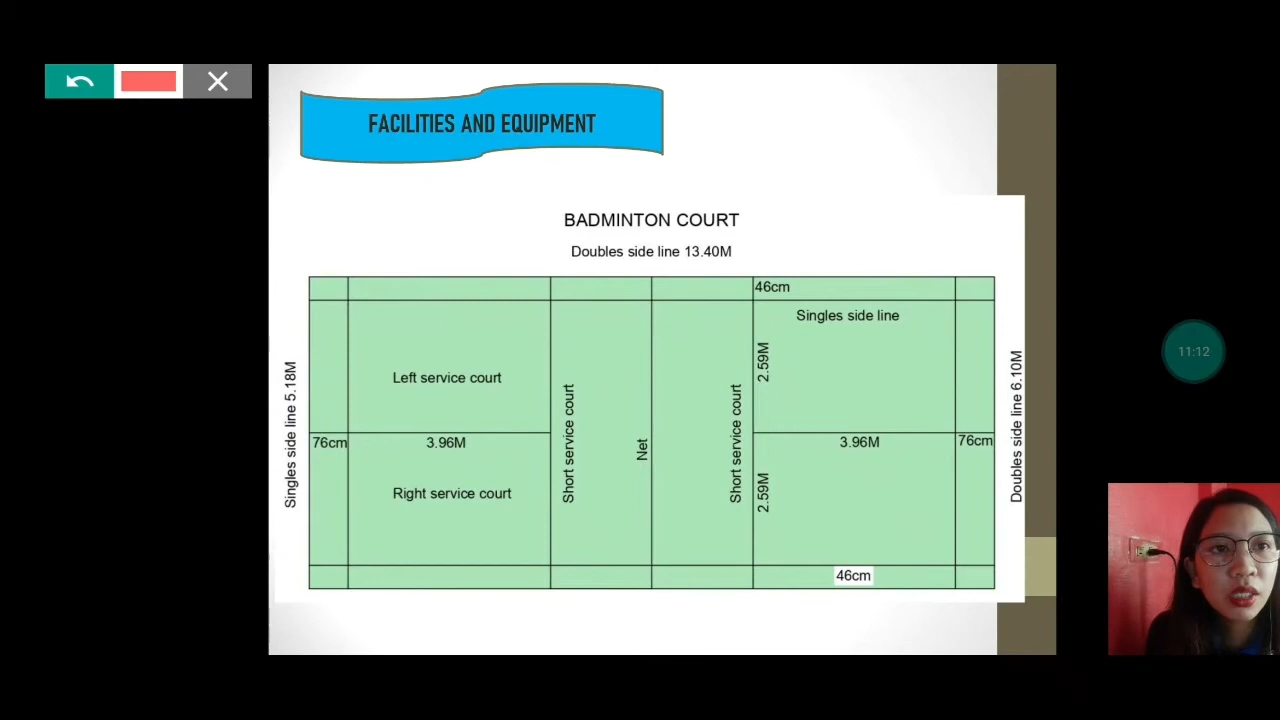 FACILITIES AND EQUIPMENT
BADMINTON COURT
Doubles side line 13.40M
46cm
Singles side line
2.59M
Left service court
Singles side line 5.18M
Short service court
Net
Short service court
Doubles side line 6.10M
76cm
3.96M
3.96M
76cm
Right service court
2.59M
46cm
11:12